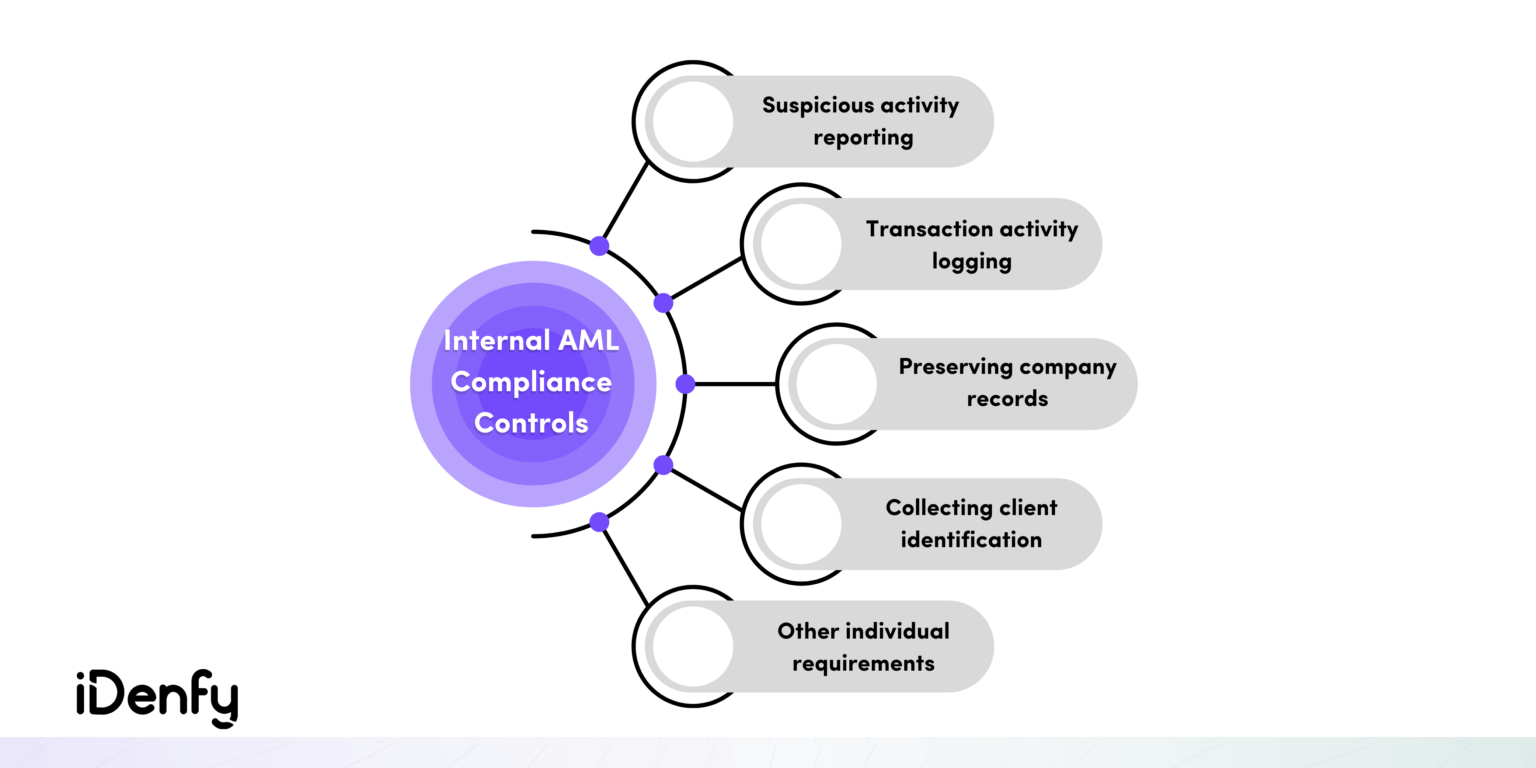 Suspicious activity
reporting
Transaction activity
logging
Internal AML
Compliance
Controls
Preserving company
records
Collecting client
identification
Other individual
requirements
iDenfy